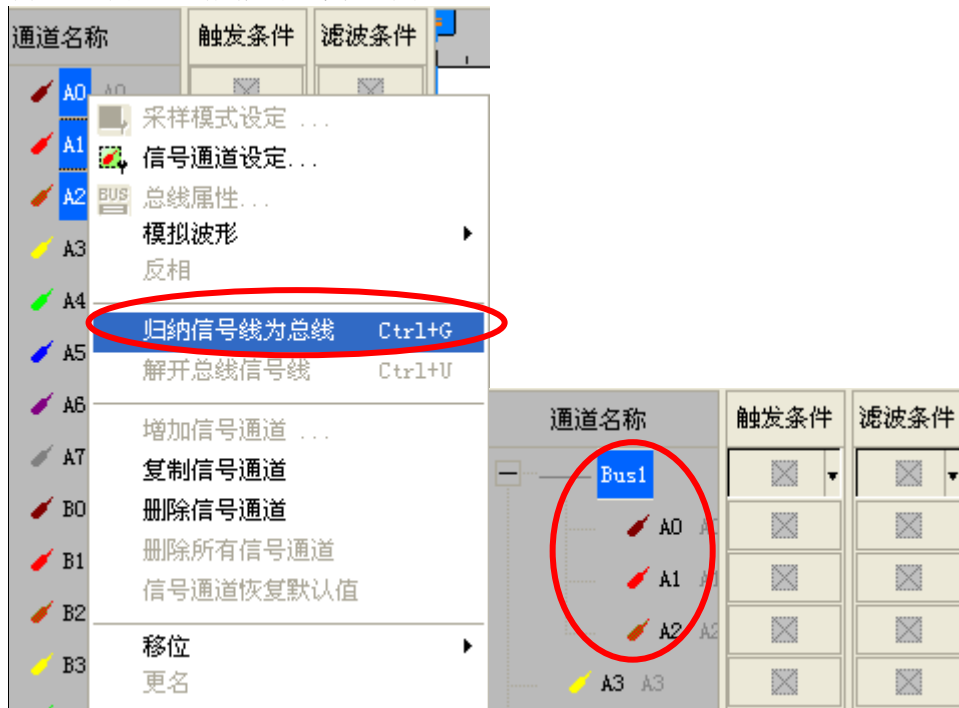 通道名称 触发条件 滤波条件
A0 A0
A1
A2
A3
A4
A5
A6
A7
B0
B1
B2
B3
采样模式设定 ...
信号通道设定...
BUS 总线属性...
模拟波形
反相
归纳信号线为总线 Ctrl+G
解开总线信号线 Ctrl+U
增加信号通道 ...
复制信号通道
删除信号通道
删除所有信号通道
信号通道恢复默认值
移位
更名
通道名称 触发条件 滤波条件
Bus1
A0
A1 A1
A2 A2
A3 A3